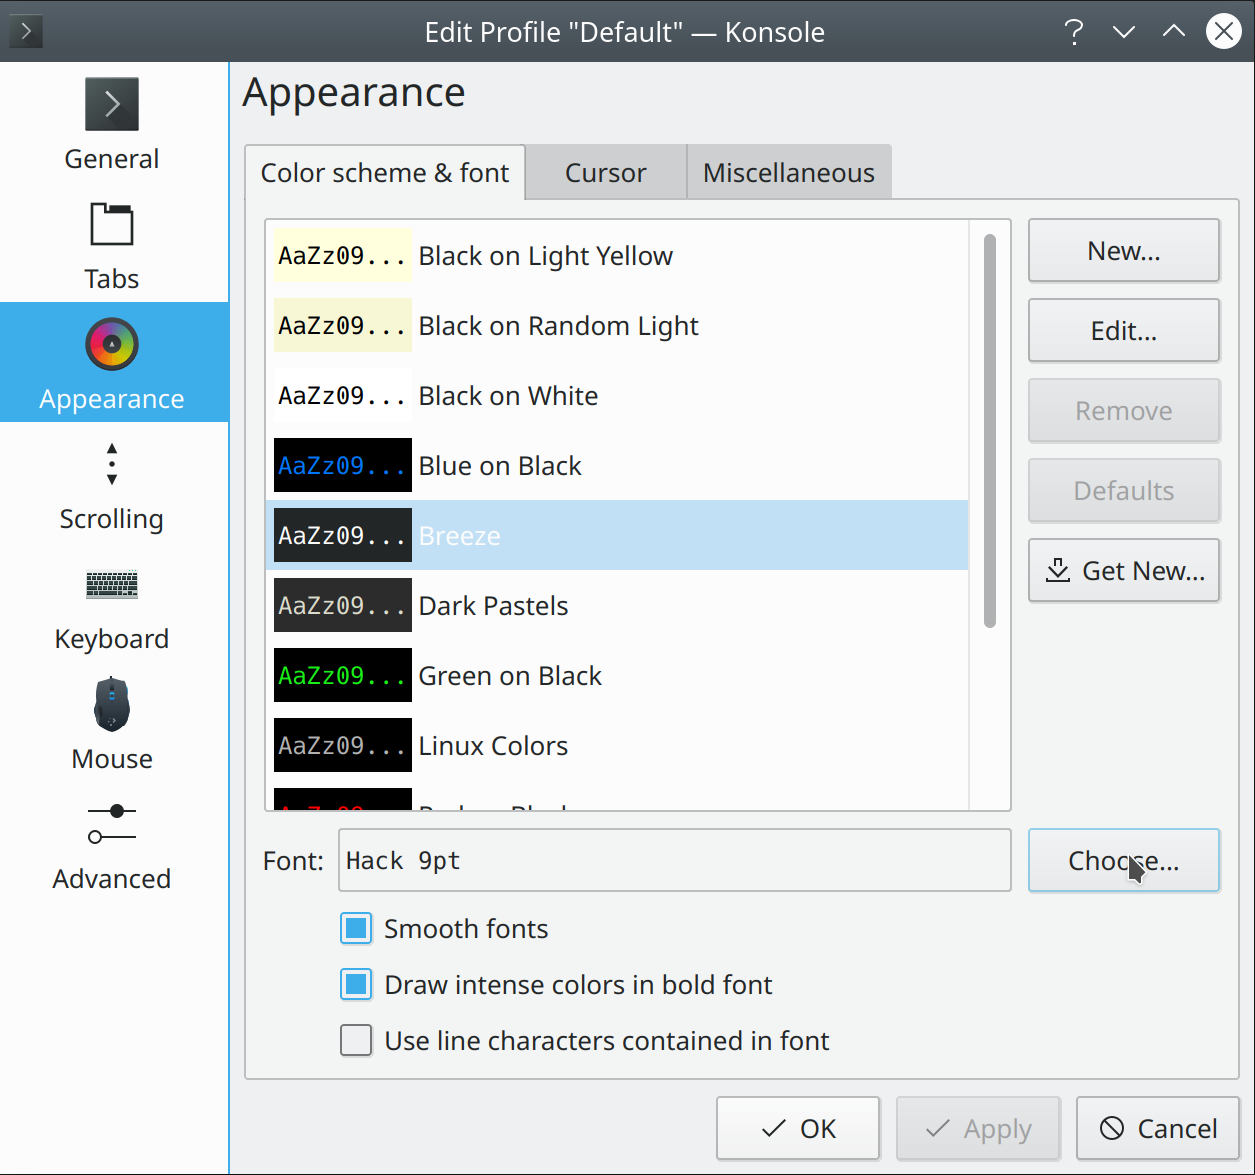 Edit Profile "Default" — Konsole
General
Tabs
Appearance
Scrolling
Keyboard
Mouse
Advanced
Appearance
Color scheme & font
Cursor
Miscellaneous
AaZz09... Black on Light Yellow
AaZz09... Black on Random Light
AaZz09... Black on White
AaZz09... Blue on Black
AaZz09... Breeze
AaZz09... Dark Pastels
AaZz09... Green on Black
AaZz09... Linux Colors
New...
Edit...
Remove
Defaults
Get New...
Font: Hack 9pt
Choose...
Smooth fonts
Draw intense colors in bold font
Use line characters contained in font
OK
Apply
Cancel